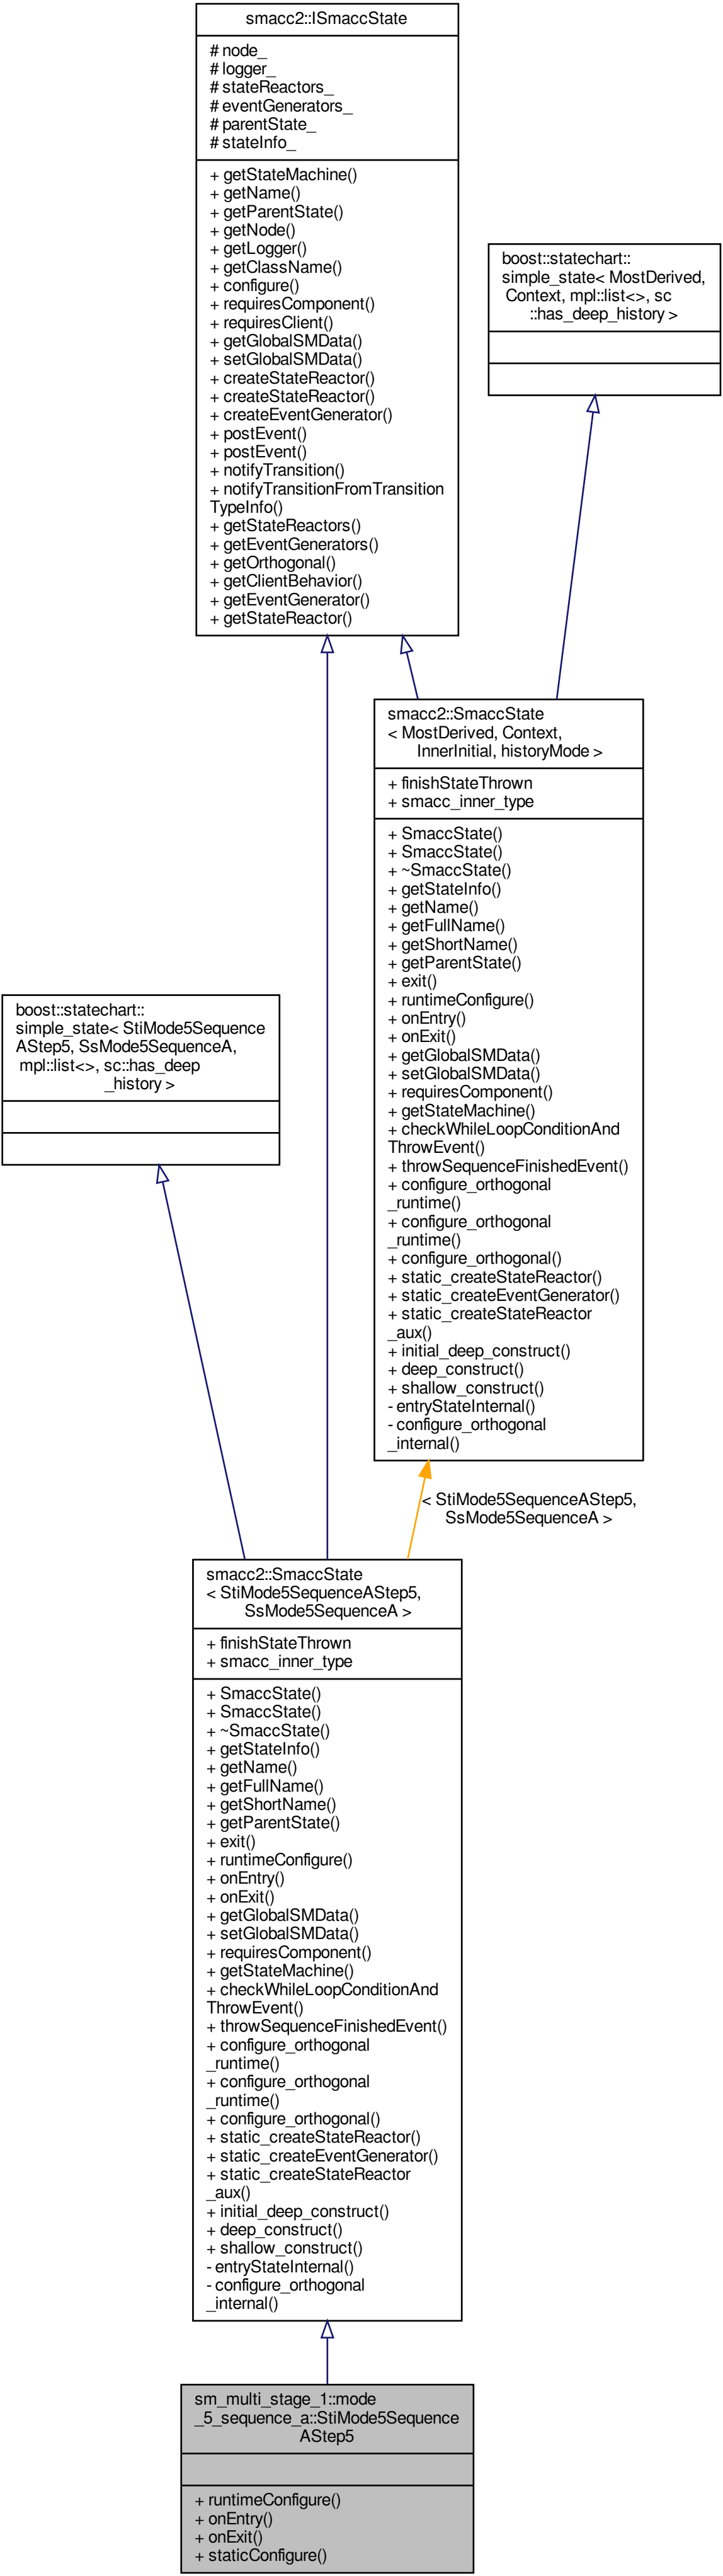 smacc2::ISmaccState
# node_
# logger_
# stateReactors_
# eventGenerators_
# parentState_
# stateInfo_
+ getStateMachine()
+ getName()
+ getParentState()
+ getNode()
+ getLogger()
+ getClassName()
+ configure()
+ requiresComponent()
+ requiresClient()
+ getGlobalSMData()
+ setGlobalSMData()
+ createStateReactor()
+ createStateReactor()
+ createEventGenerator()
+ postEvent()
+ postEvent()
+ notifyTransition()
+ notifyTransitionFromTransition
TypeInfo()
+ getStateReactors()
+ getEventGenerators()
+ getOrthogonal()
+ getClientBehavior()
+ getEventGenerator()
+ getStateReactor()
boost::statechart::
simple_state< MostDerived,
Context, mpl::list<>, sc
::has_deep_history >
smacc2::SmaccState
< MostDerived, Context,
InnerInitial, historyMode >
+ finishStateThrown
+ smacc_inner_type
+ SmaccState()
+ SmaccState()
+ ~SmaccState()
+ getStateInfo()
+ getName()
+ getFullName()
+ getShortName()
+ getParentState()
+ exit()
+ runtimeConfigure()
+ onEntry()
+ onExit()
+ getGlobalSMData()
+ setGlobalSMData()
+ requiresComponent()
+ getStateMachine()
+ checkWhileLoopConditionAnd
ThrowEvent()
+ throwSequenceFinishedEvent()
+ configure_orthogonal
_runtime()
+ configure_orthogonal
_runtime()
+ configure_orthogonal()
+ static_createStateReactor()
+ static_createEventGenerator()
+ static_createStateReactor
_aux()
+ initial_deep_construct()
+ deep_construct()
+ shallow_construct()
- entryStateInternal()
- configure_orthogonal
_internal()
boost::statechart::
simple_state< StiMode5Sequence
AStep5, SsMode5SequenceA,
mpl::list<>, sc::has_deep
_history >
< StiMode5SequenceAStep5,
SsMode5SequenceA >
smacc2::SmaccState
< StiMode5SequenceAStep5,
SsMode5SequenceA >
+ finishStateThrown
+ smacc_inner_type
+ SmaccState()
+ SmaccState()
+ ~SmaccState()
+ getStateInfo()
+ getName()
+ getFullName()
+ getShortName()
+ getParentState()
+ exit()
+ runtimeConfigure()
+ onEntry()
+ onExit()
+ getGlobalSMData()
+ setGlobalSMData()
+ requiresComponent()
+ getStateMachine()
+ checkWhileLoopConditionAnd
ThrowEvent()
+ throwSequenceFinishedEvent()
+ configure_orthogonal
_runtime()
+ configure_orthogonal
_runtime()
+ configure_orthogonal()
+ static_createStateReactor()
+ static_createEventGenerator()
+ static_createStateReactor
_aux()
+ initial_deep_construct()
+ deep_construct()
+ shallow_construct()
- entryStateInternal()
- configure_orthogonal
_internal()
sm_multi_stage_1::mode
_5_sequence_a::StiMode5Sequence
AStep5
+ runtimeConfigure()
+ onEntry()
+ onExit()
+ staticConfigure()